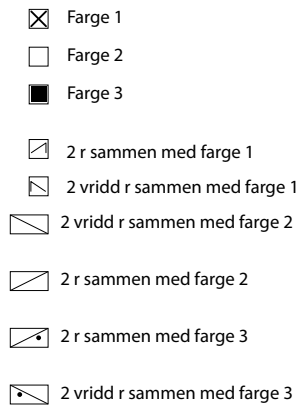 Farge 1
Farge 2
Farge 3
2 r sammen med farge 1
2 vridd r sammen med farge 1
2 vridd r sammen med farge 2
2 r sammen med farge 2
2 r sammen med farge 3
2 vridd r sammen med farge 3